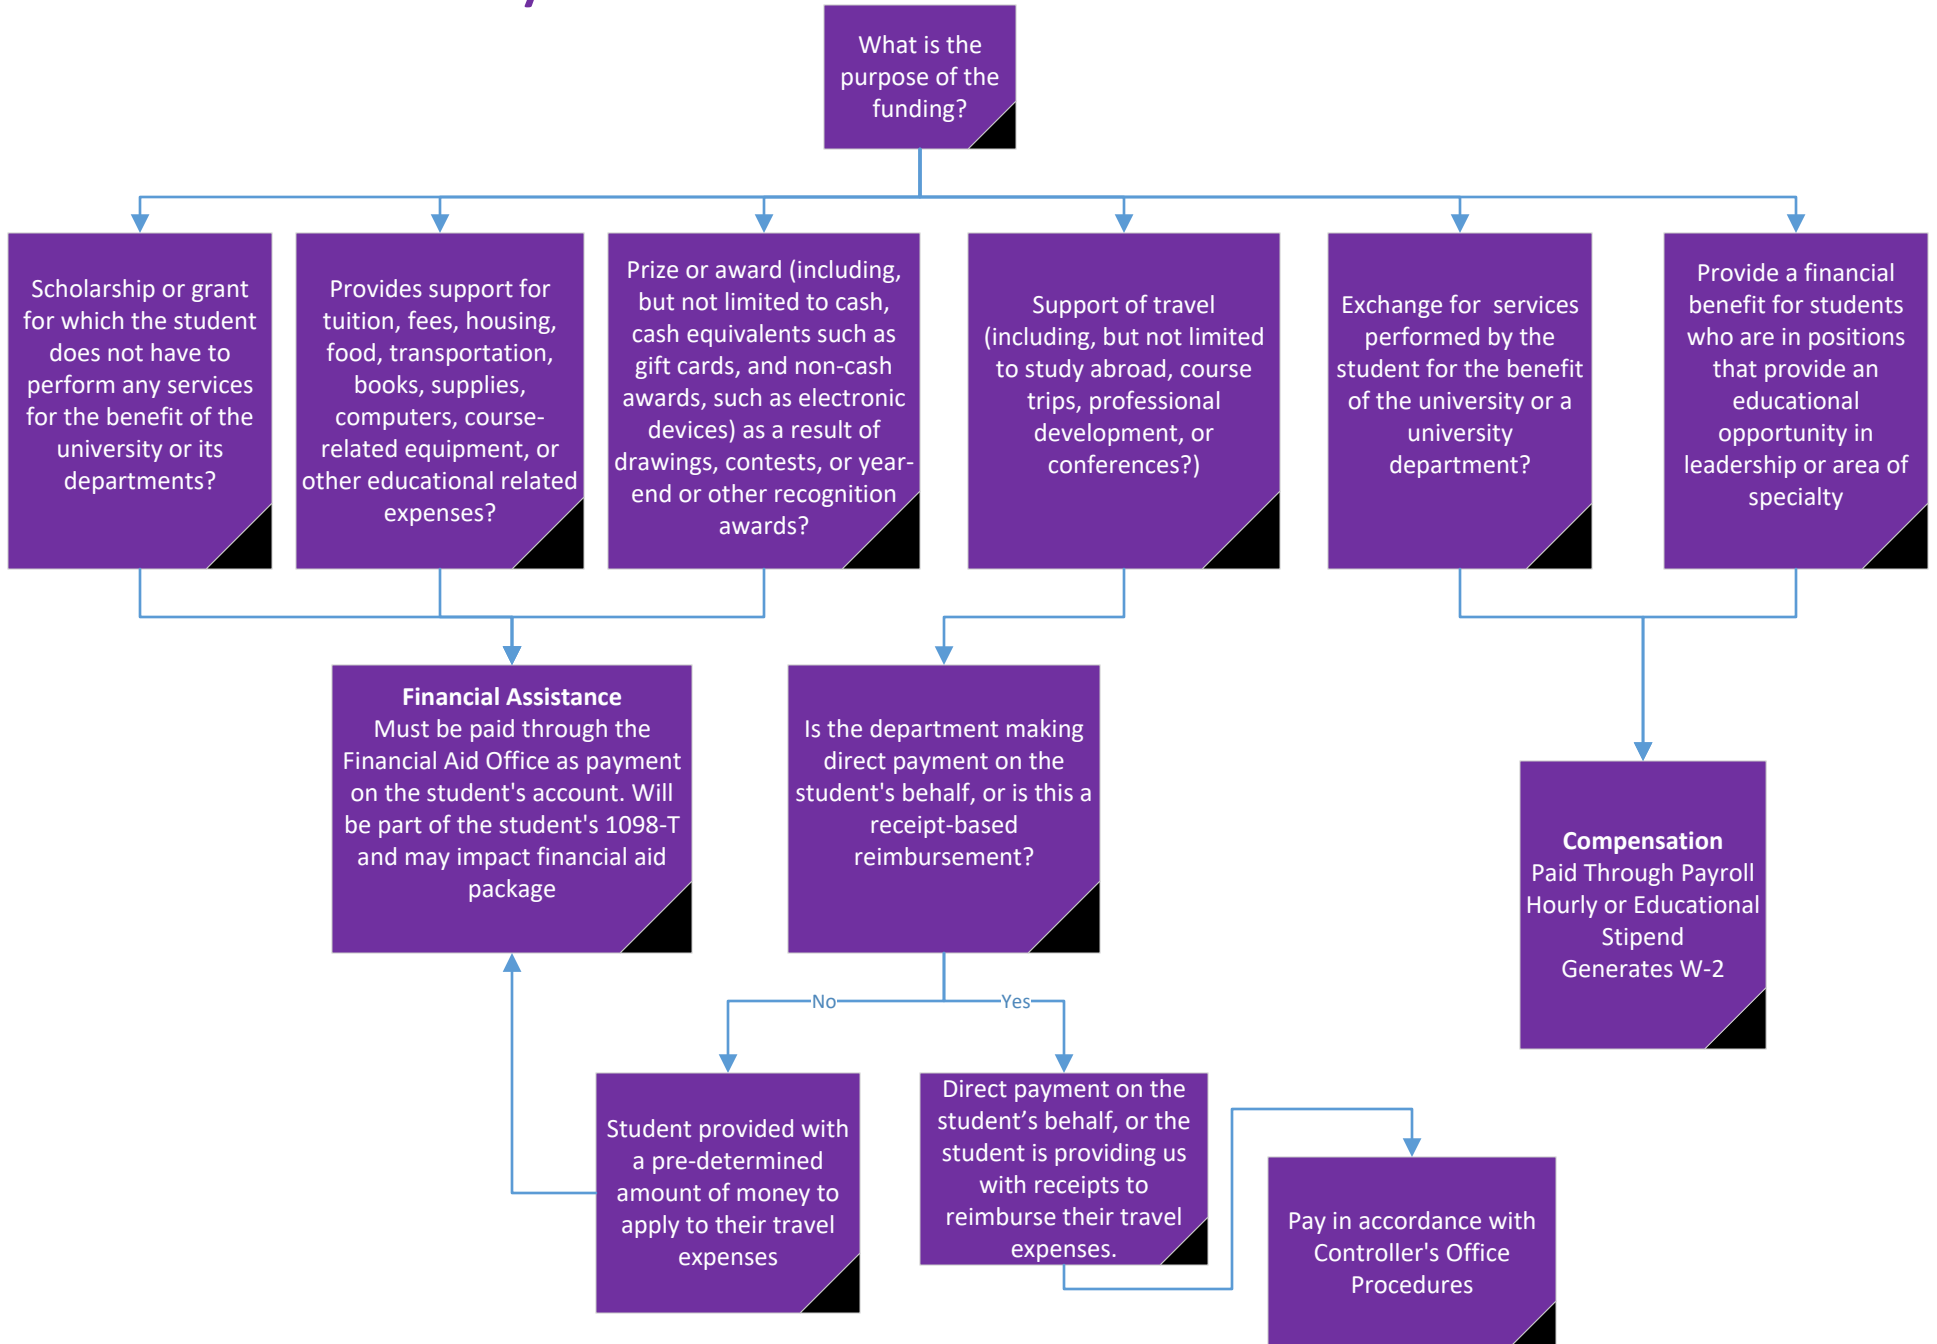 What is the
purpose of the
funding?
Scholarship or grant
for which the student
does not have to
perform any services
for the benefit of the
university or its
departments?
Provides support for
tuition, fees, housing,
food, transportation,
books, supplies,
computers, course-
related equipment, or
other educational related
expenses?
Prize or award (including,
but not limited to cash,
cash equivalents such as
gift cards, and non-cash
awards, such as electronic
devices) as a result of
drawings, contests, or year-
end or other recognition
awards?
Support of travel
(including, but not limited
to study abroad, course
trips, professional
development, or
conferences?)
Exchange for  services
performed by the
student for the benefit
of the university or a
university
department?
Provide a financial
benefit for students
who are in positions
that provide an
educational
opportunity in
leadership or area of
specialty
Financial Assistance
Must be paid through the
Financial Aid Office as payment
on the student's account. Will
be part of the student's 1098-T
and may impact financial aid
package
Is the department making
direct payment on the
student's behalf, or is this a
receipt-based
reimbursement?
Compensation
Paid Through Payroll
Hourly or Educational
Stipend
Generates W-2
No
Yes
Student provided with
a pre-determined
amount of money to
apply to their travel
expenses
Direct payment on the
student’s behalf, or the
student is providing us
with receipts to
reimburse their travel
expenses.
Pay in accordance with
Controller's Office
Procedures